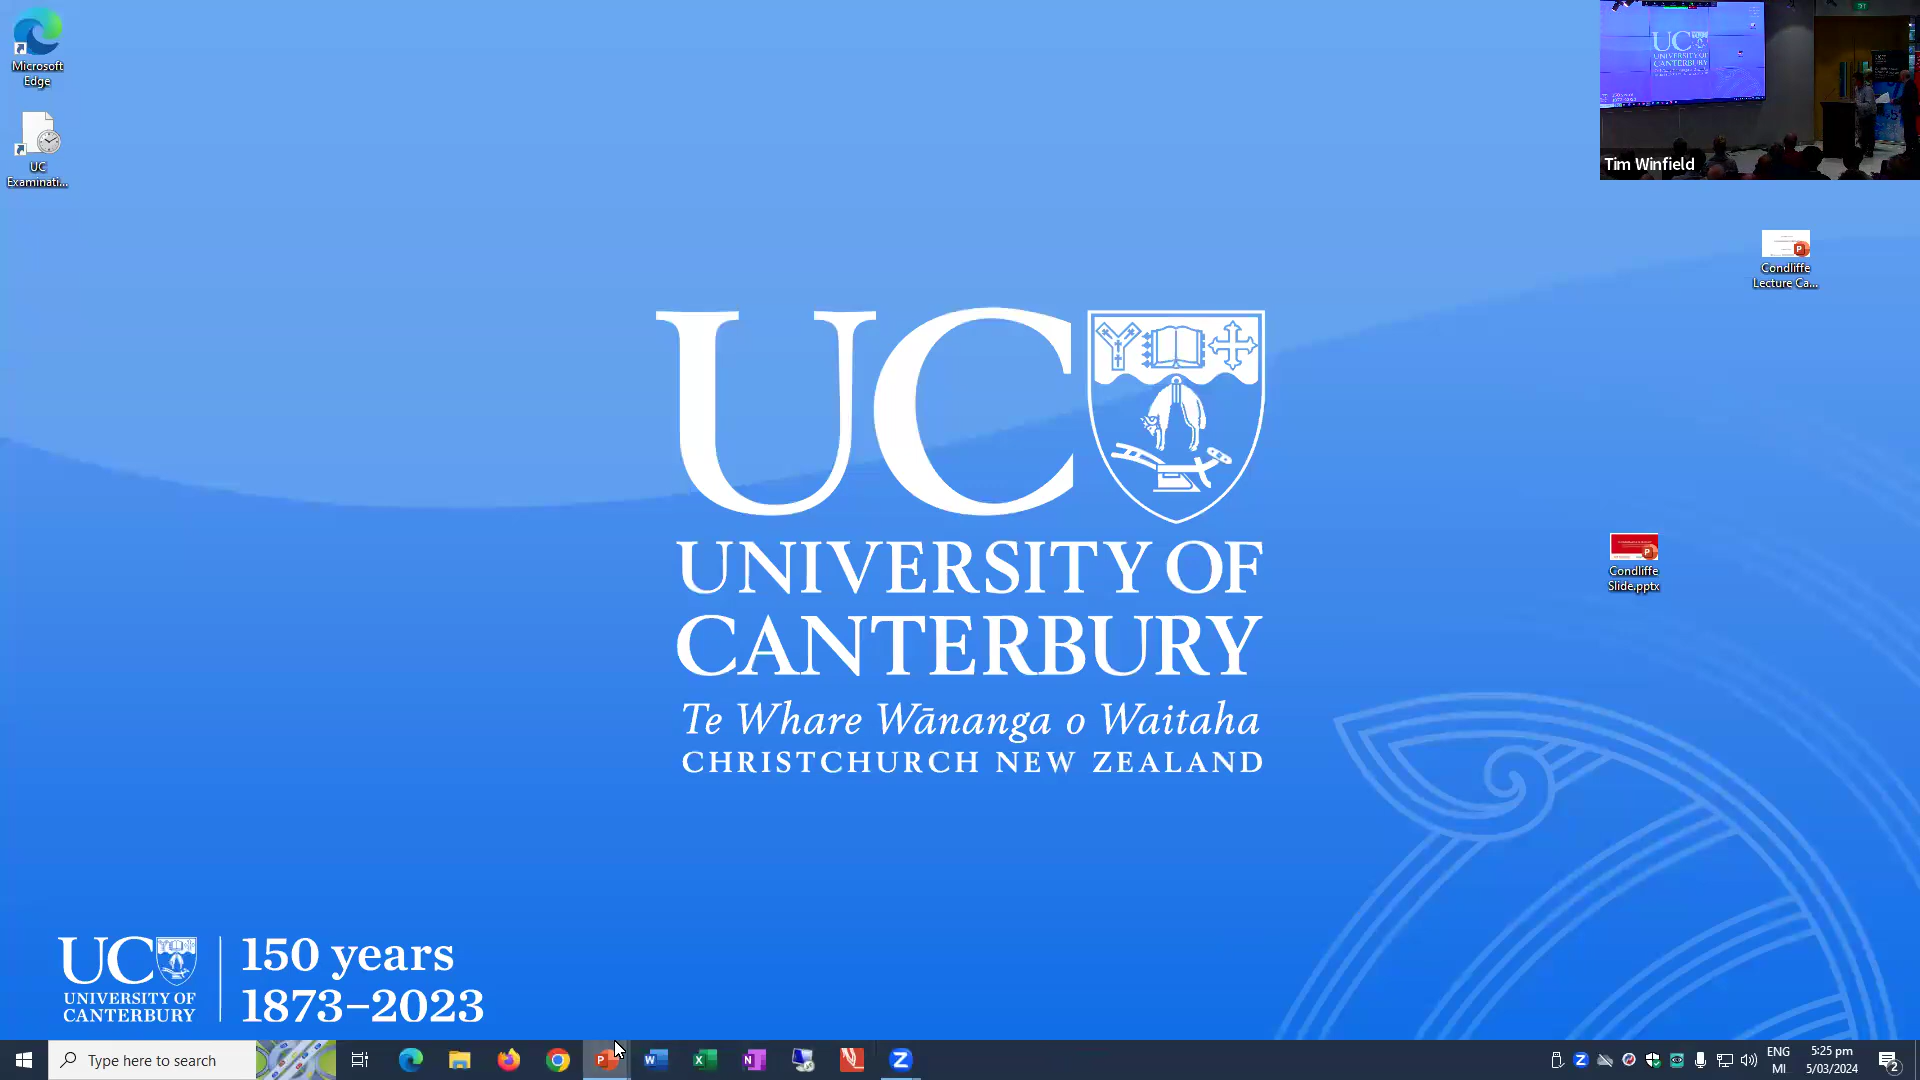 Microsoft
Edge
UC
Examinati...
Tim Winfield
Condliffe
Lecture Ca...
UC
UNIVERSITY OF
CANTERBURY
Te Whare Wānanga o Waitaha
CHRISTCHURCH NEW ZEALAND
Condliffe
Slide.pptx
UC
UNIVERSITY OF
CANTERBURY
150 years
1873–2023
Type here to search
ENG
MI
5:25 pm
5/03/2024
2